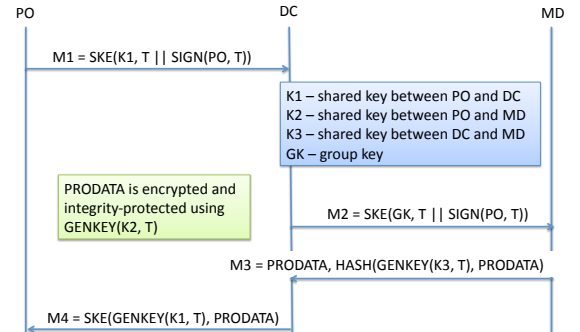 PO
DC
MD
M1 = SKE(K1, T || SIGN(PO, T))
K1 – shared key between PO and DC
K2 – shared key between PO and MD
K3 – shared key between DC and MD
GK – group key
PRODATA is encrypted and
integrity-protected using
GENKEY(K2, T)
M2 = SKE(GK, T || SIGN(PO, T))
M3 = PRODATA, HASH(GENKEY(K3, T), PRODATA)
M4 = SKE(GENKEY(K1, T), PRODATA)